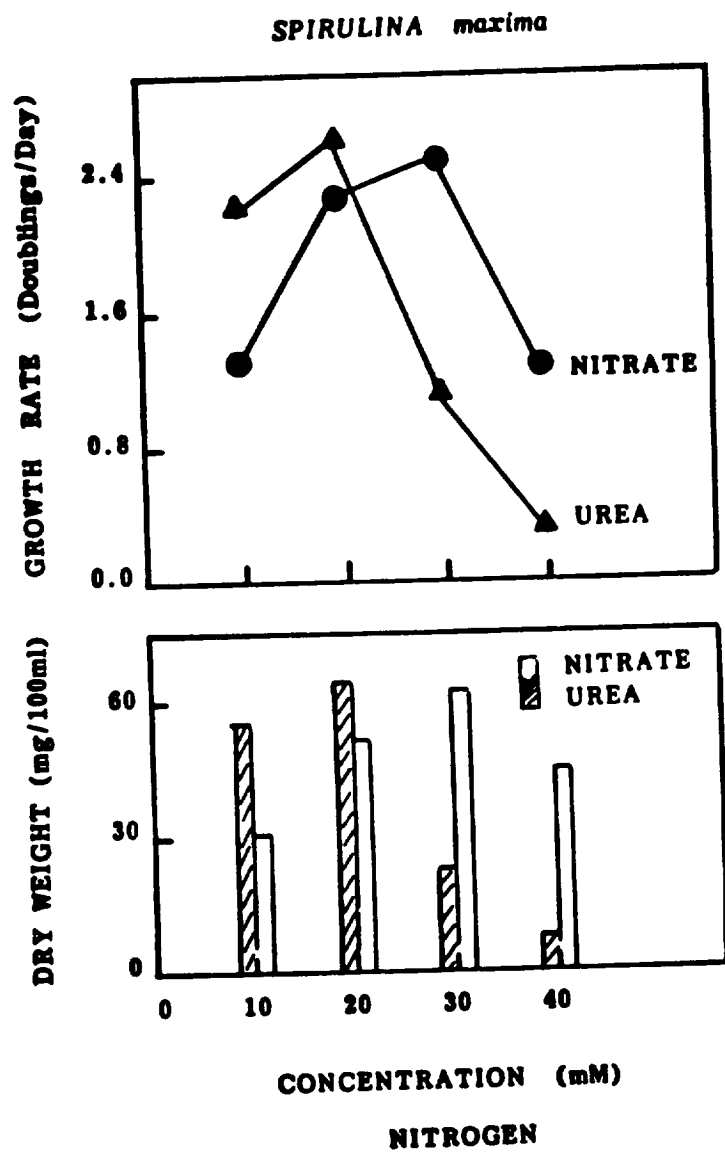 SPIRULINA maxima
GROWTH RATE (Doublings/Day)
2.4
1.6
0.8
0.0
NITRATE
UREA
DRY WEIGHT (mg/100ml)
60
30
0
NITRATE
UREA
0 10 20 30 40
CONCENTRATION (mM)
NITROGEN